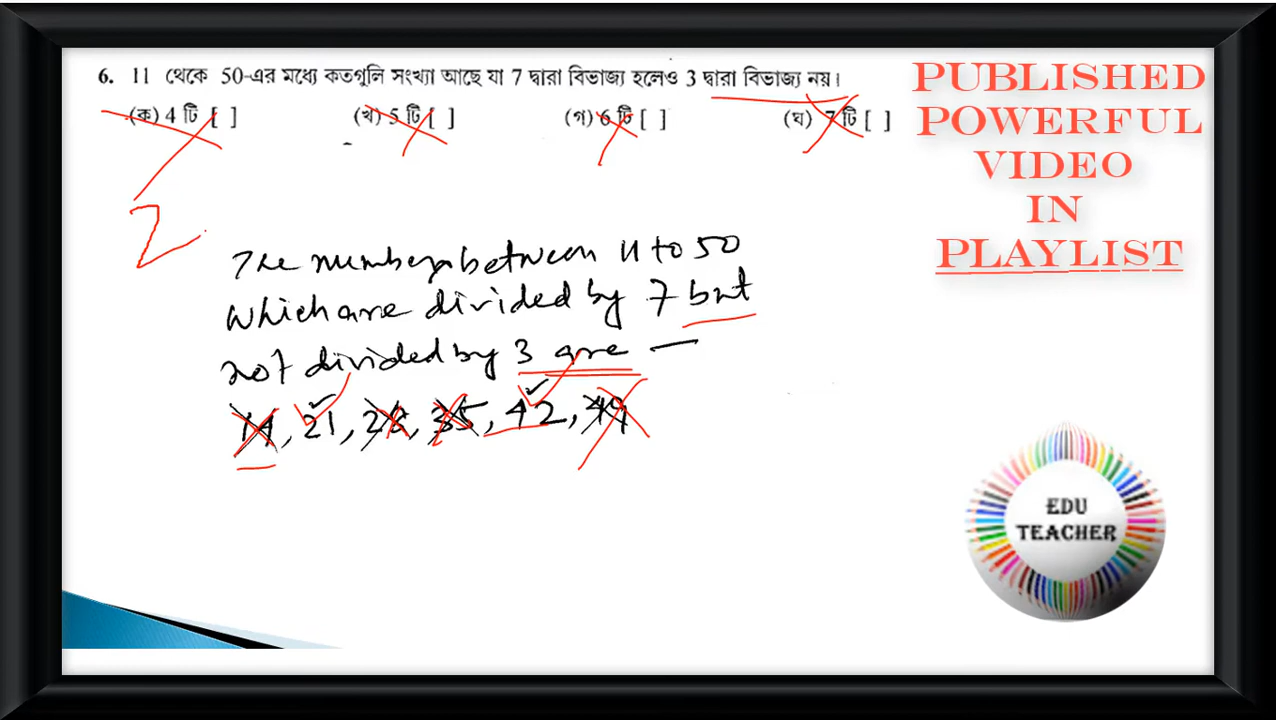 6. 11 থেকে 50-এর মধ্যে কতগুলি সংখ্যা আছে যা 7 দ্বারা বিভাজ্য হলেও 3 দ্বারা বিভাজ্য নয়।
(ক) 4 টি [ ] (খ) 5 টি [ ] (গ) 6 টি [ ] (ঘ) 7 টি [ ]
2
The numbers between 11 to 50
which are divided by 7 but
not divided by 3 are —
14, 21, 28, 35, 42, 49
PUBLISHED
POWERFUL
VIDEO
IN
PLAYLIST
EDU
TEACHER